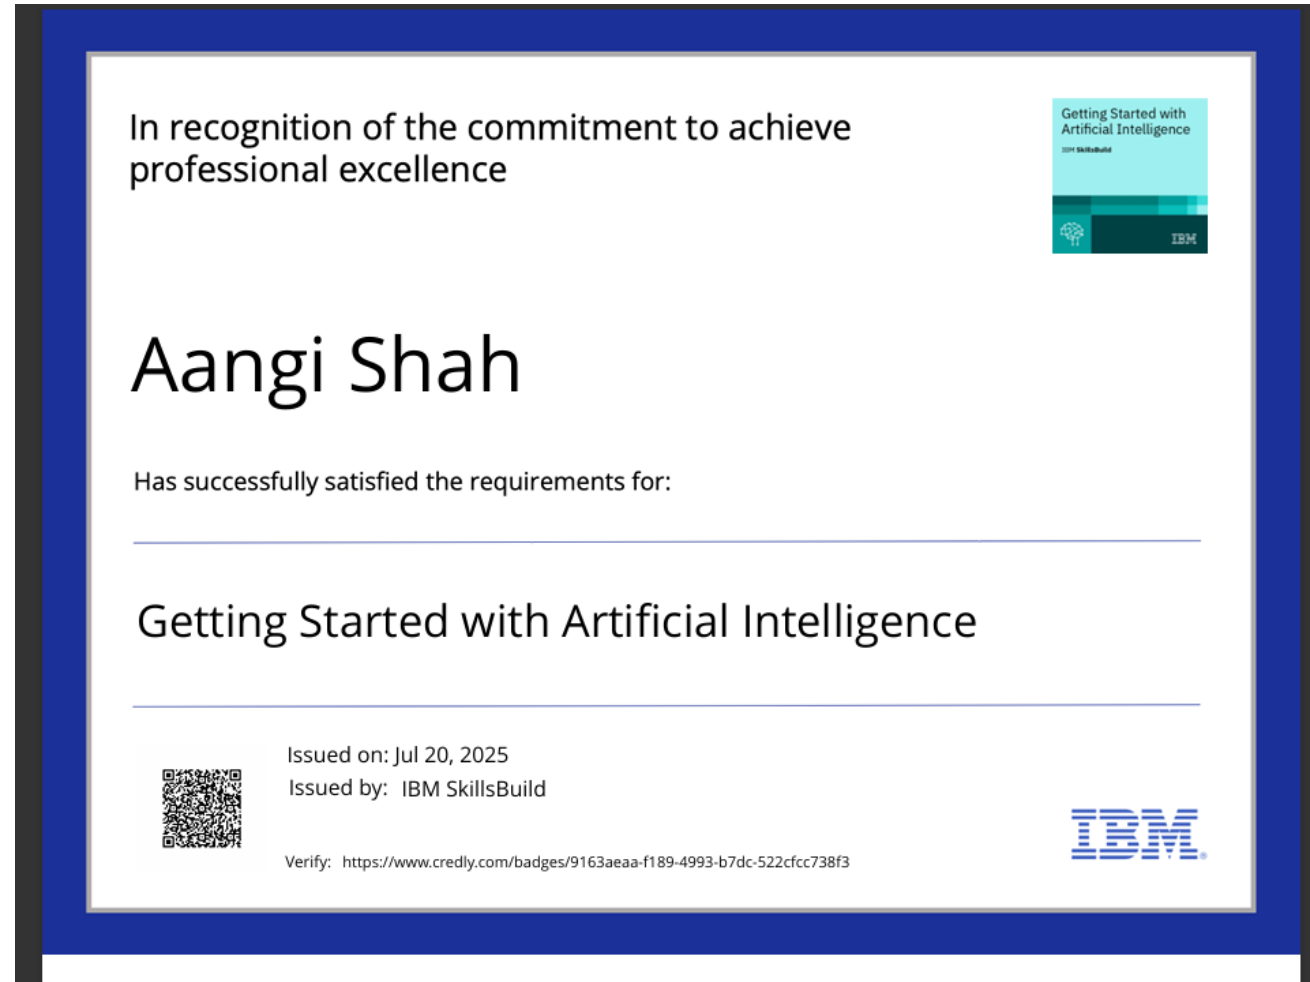 In recognition of the commitment to achieve
professional excellence
Getting Started with
Artificial Intelligence
IBM SkillsBuild
IBM
Aangi Shah
Has successfully satisfied the requirements for:
Getting Started with Artificial Intelligence
Issued on: Jul 20, 2025
Issued by: IBM SkillsBuild
Verify: https://www.credly.com/badges/9163aeaa-f189-4993-b7dc-522cfcc738f3
IBM®